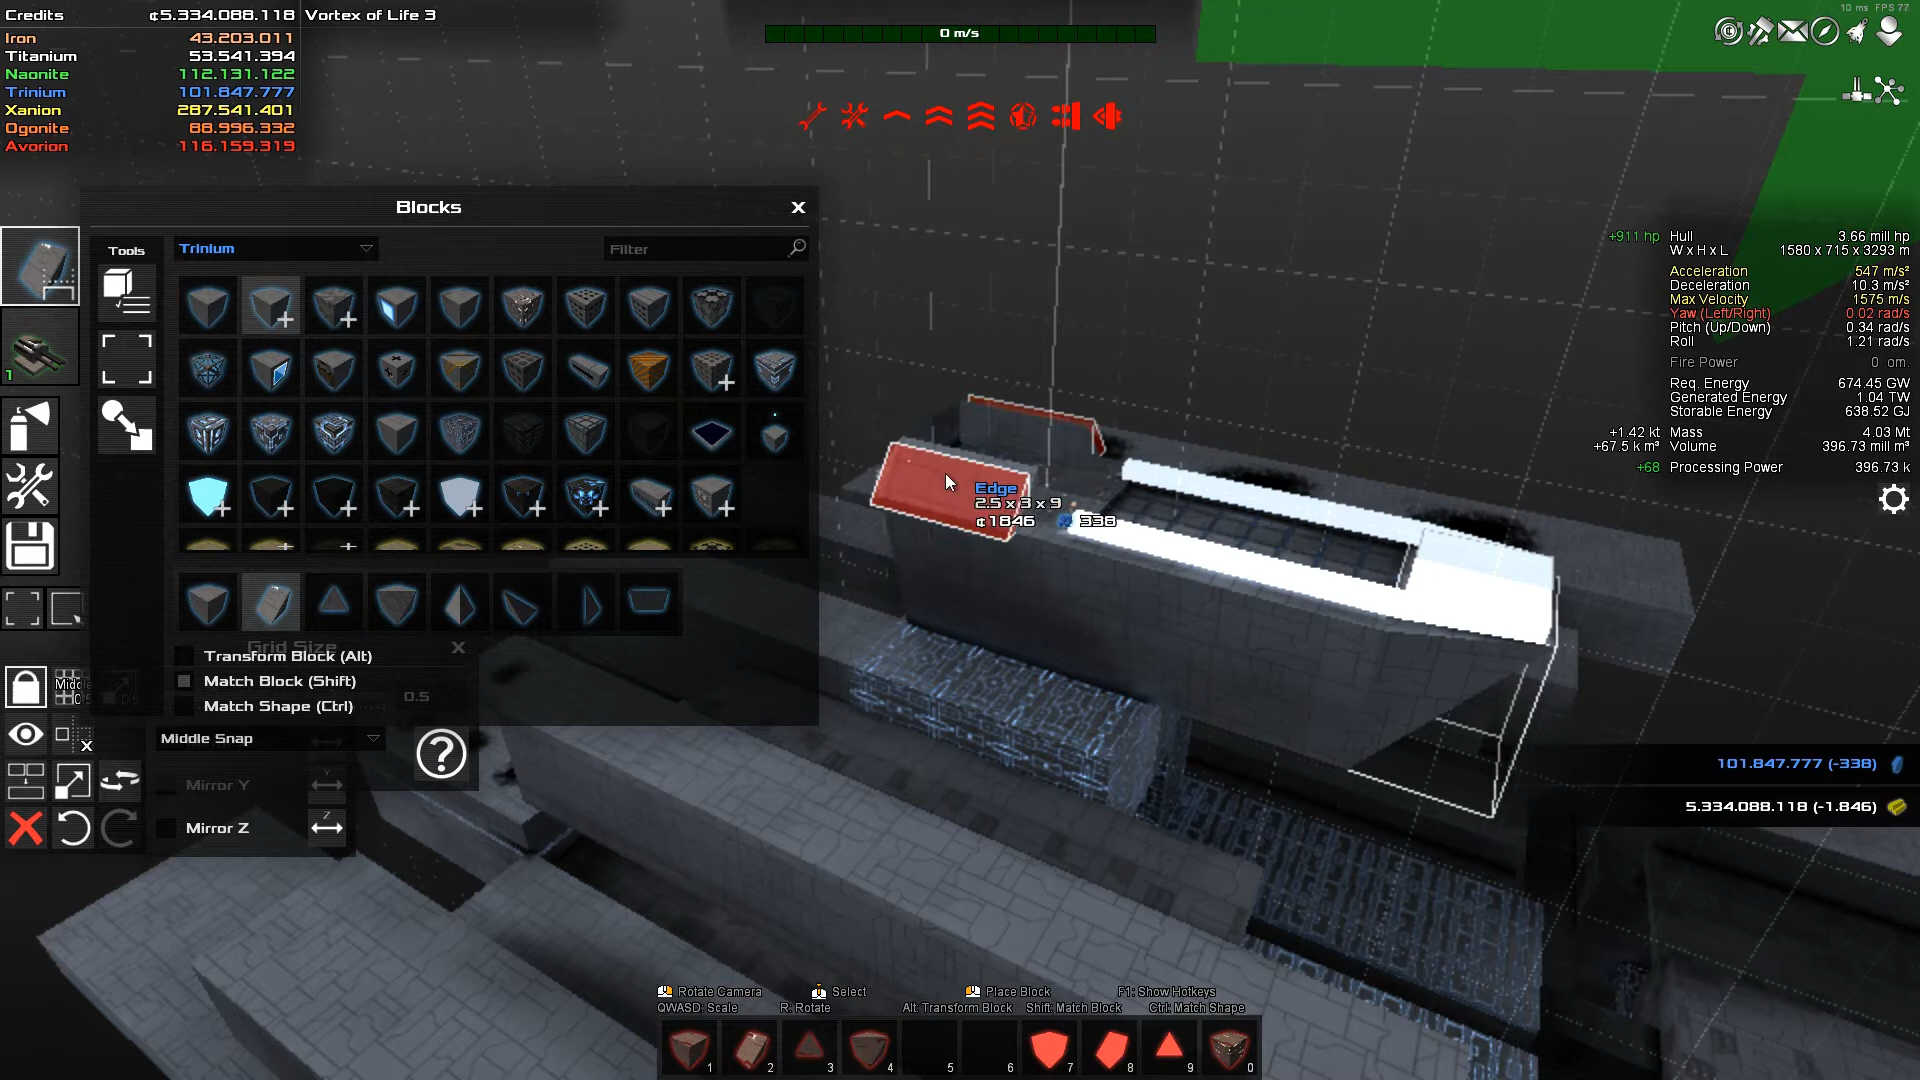 Credits ¢5.334.088.118 Vortex of Life 3
Iron 43.203.011
Titanium 53.541.394
Naonite 112.131.122
Trinium 101.847.777
Xanion 287.541.401
Ogonite 88.996.332
Avorion 116.159.319
0 m/s
10 ms FPS 77
Blocks X
Tools
Trinium
Filter
1
Grid Size X
Transform Block (Alt)
Match Block (Shift)
0.5
Match Shape (Ctrl)
Middle Snap
?
Mirror Y Y
Mirror Z Z
Edge
2.5 x 3 x 9
¢1846 338
+911 hp Hull 3.66 mill hp
W x H x L 1580 x 715 x 3293 m
Acceleration 547 m/s²
Deceleration 10.3 m/s²
Max Velocity 1575 m/s
Yaw (Left/Right) 0.02 rad/s
Pitch (Up/Down) 0.34 rad/s
Roll 1.21 rad/s
Fire Power 0 om.
Req. Energy 674.45 GW
Generated Energy 1.04 TW
Storable Energy 638.52 GJ
+1.42 kt Mass 4.03 Mt
+67.5 k m³ Volume 396.73 mill m³
+68 Processing Power 396.73 k
101.847.777 (-338)
5.334.088.118 (-1.846)
Rotate Camera Select Place Block F1: Show Hotkeys
QWASD: Scale R: Rotate Alt: Transform Block Shift: Match Block Ctrl: Match Shape
1 2 3 4 5 6 7 8 9 0